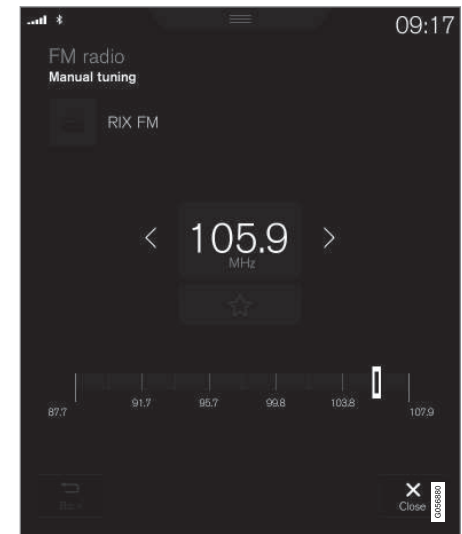 09:17
FM radio
Manual tuning
RIX FM
105.9
MHz
87.7 91.7 95.7 99.8 103.8 107.9
Back
Close
G056880